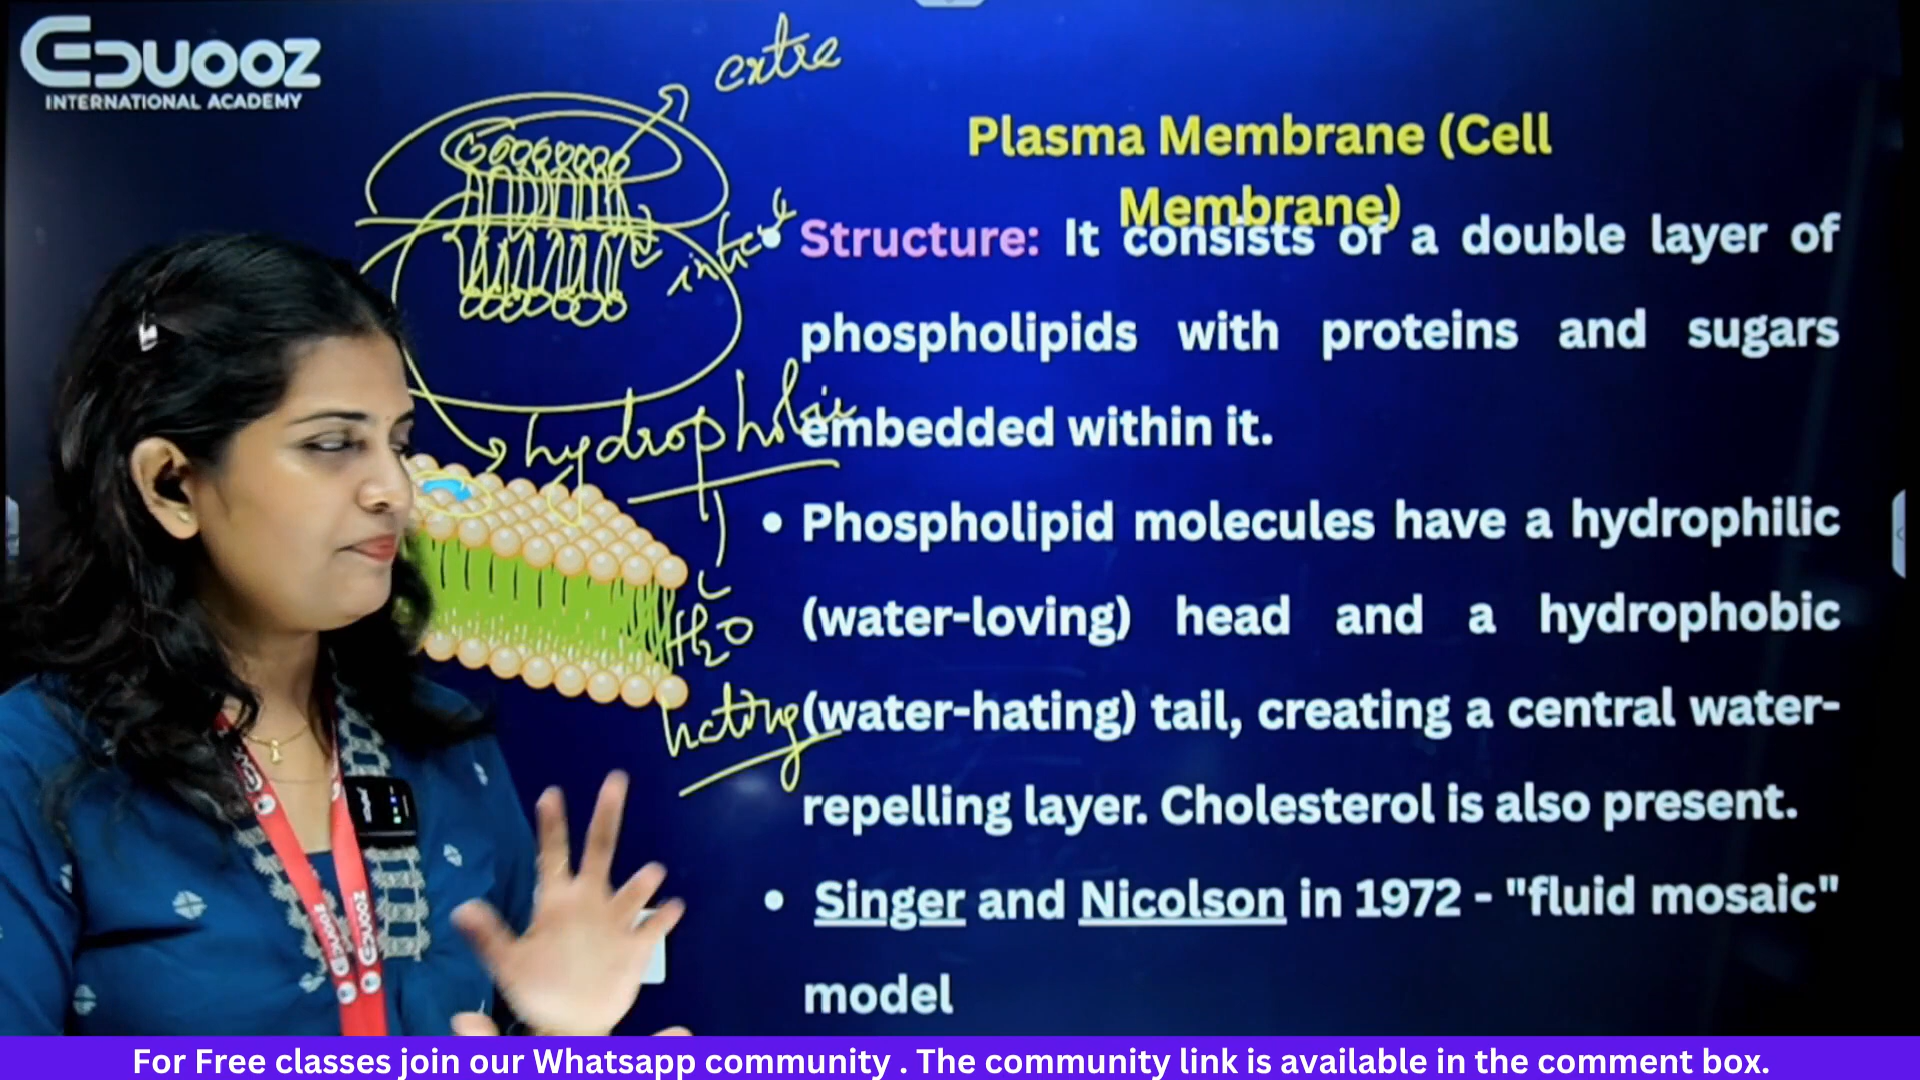 EDUOOZ
INTERNATIONAL ACADEMY
extre
Plasma Membrane (Cell
Membrane)
• Structure: It consists of a double layer of
phospholipids with proteins and sugars
embedded within it.
hydrophobic
• Phospholipid molecules have a hydrophilic
(water-loving) head and a hydrophobic
H2O
(water-hating) tail, creating a central water-
hating
repelling layer. Cholesterol is also present.
• Singer and Nicolson in 1972 - "fluid mosaic"
model
For Free classes join our Whatsapp community . The community link is available in the comment box.